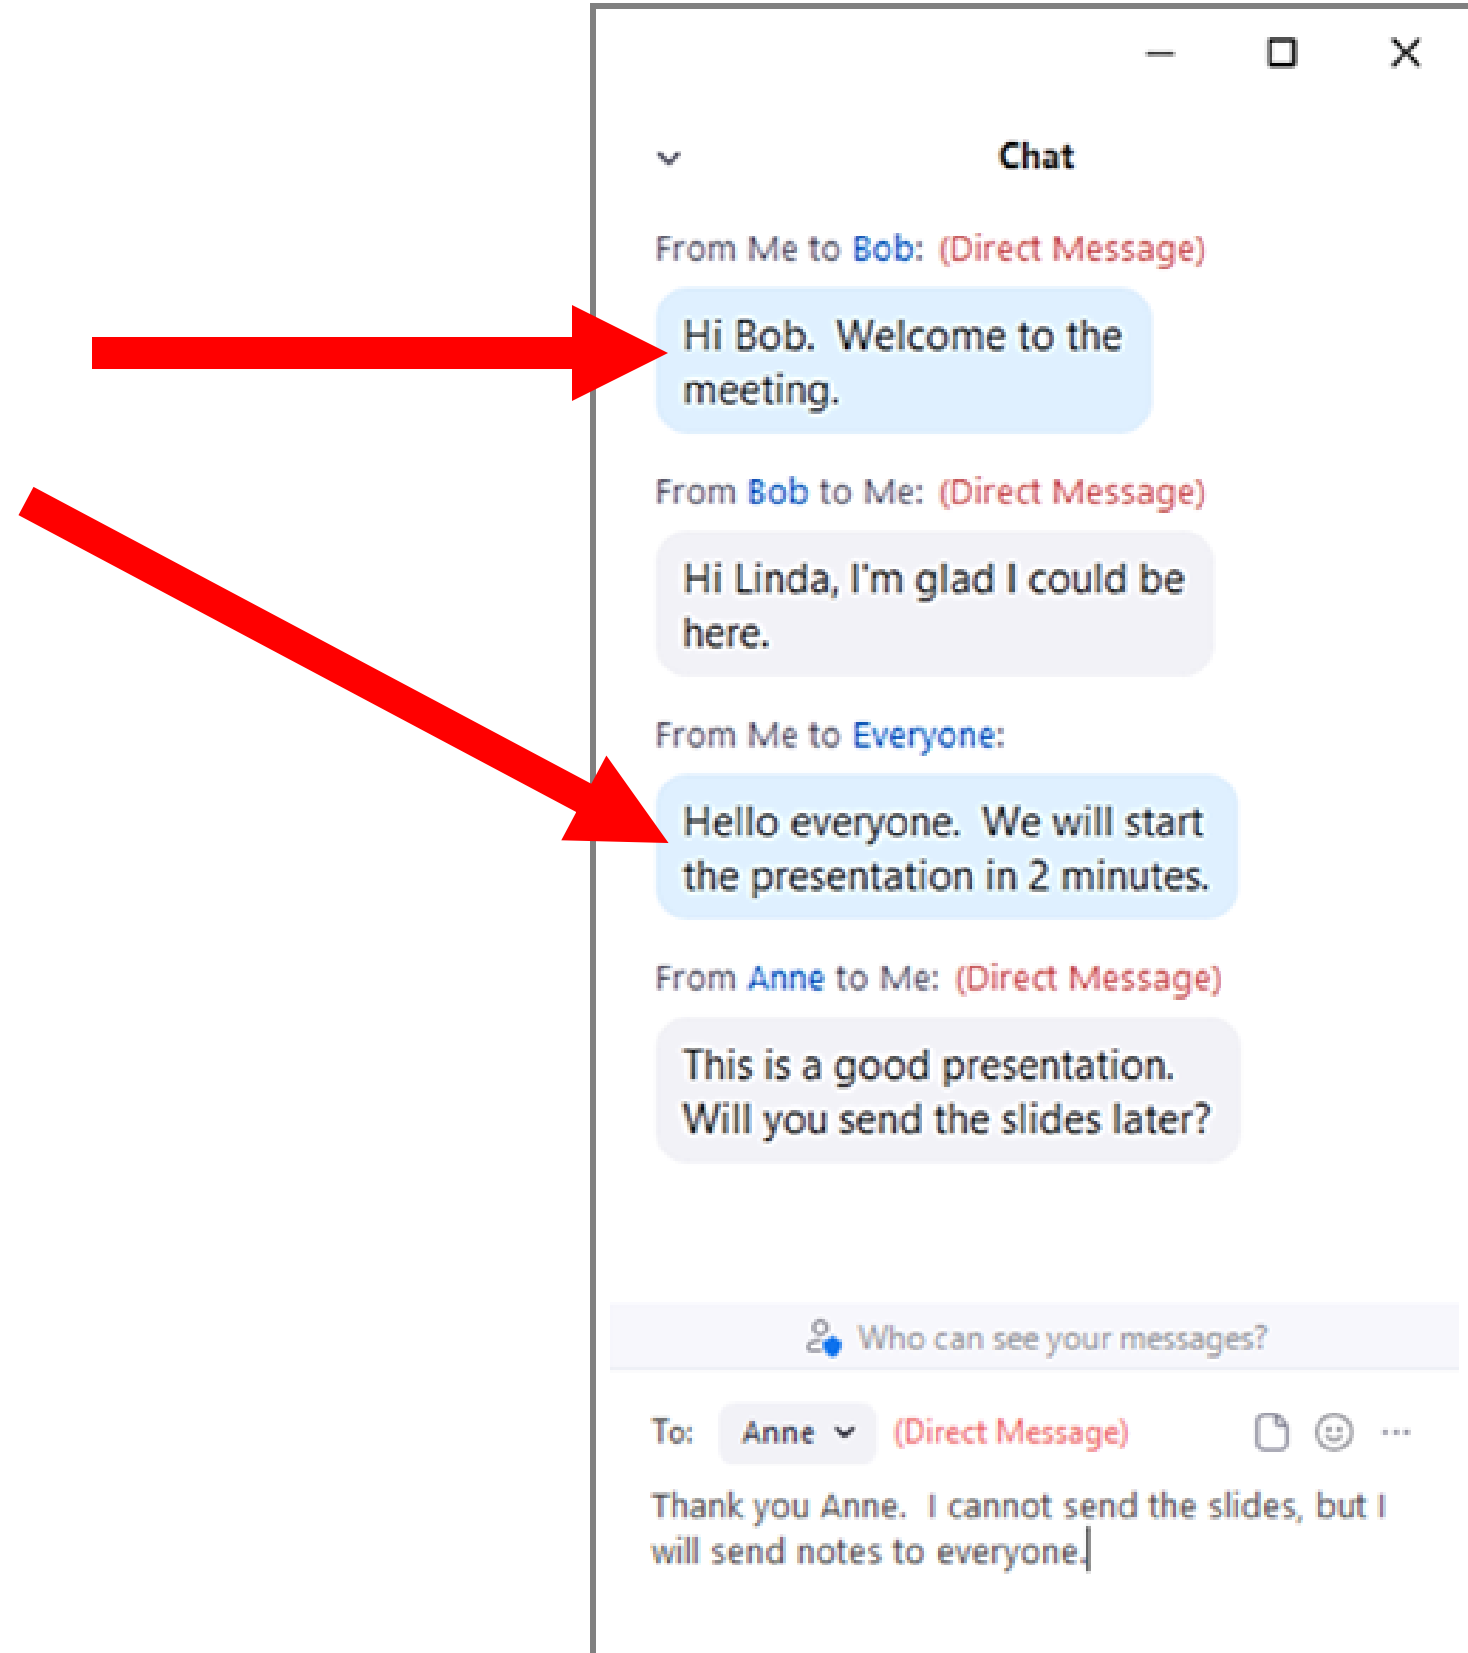 Chat
From Me to Bob: (Direct Message)
Hi Bob.  Welcome to the
meeting.
From Bob to Me: (Direct Message)
Hi Linda, I'm glad I could be
here.
From Me to Everyone:
Hello everyone.  We will start
the presentation in 2 minutes.
From Anne to Me: (Direct Message)
This is a good presentation.
Will you send the slides later?
Who can see your messages?
To: Anne (Direct Message)
Thank you Anne.  I cannot send the slides, but I
will send notes to everyone.